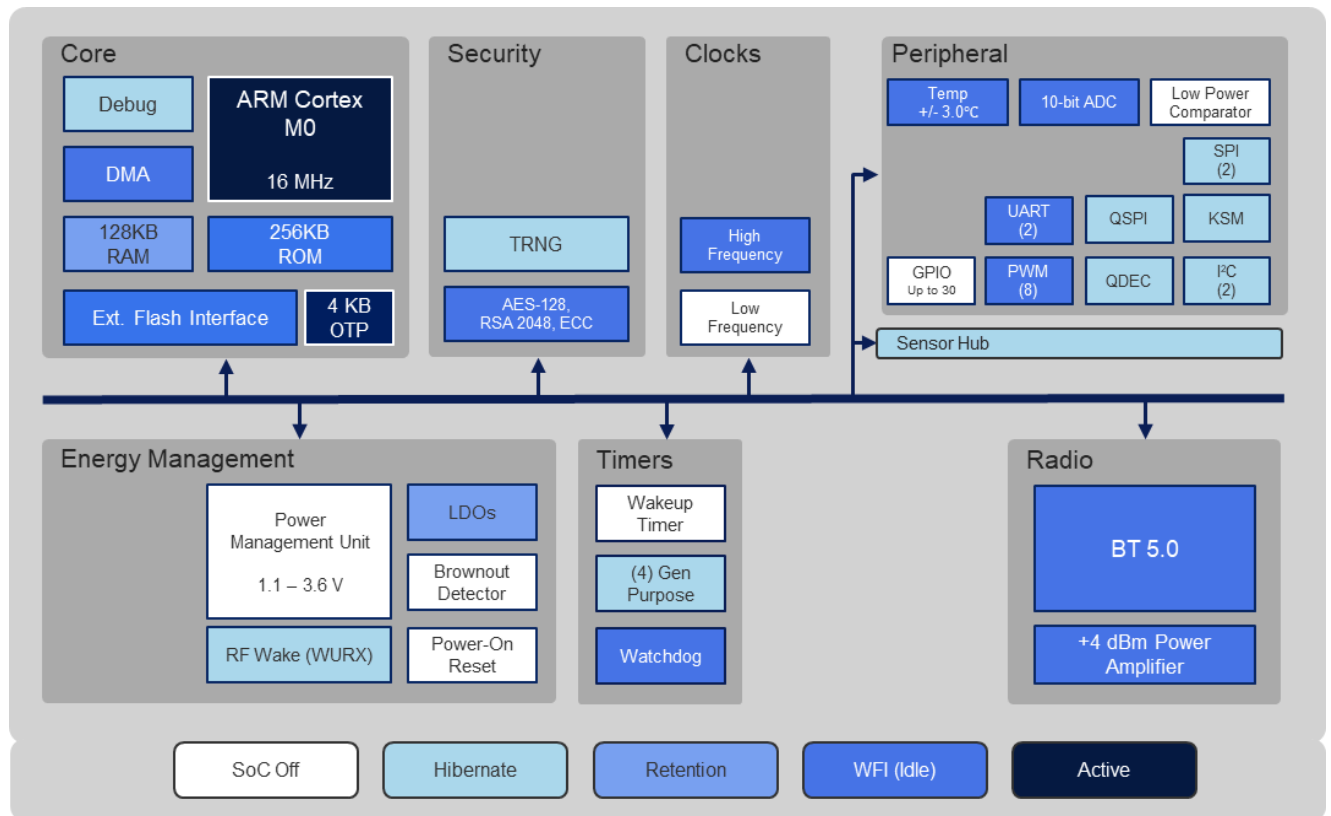 Core
Debug
ARM Cortex
M0
16 MHz
DMA
128KB
RAM
256KB
ROM
Ext. Flash Interface
4 KB
OTP
Security
TRNG
AES-128,
RSA 2048, ECC
Clocks
High
Frequency
Low
Frequency
Peripheral
Temp
+/- 3.0°C
10-bit ADC
Low Power
Comparator
SPI
(2)
UART
(2)
QSPI
KSM
GPIO
Up to 30
PWM
(8)
QDEC
I²C
(2)
Sensor Hub
Energy Management
Power
Management Unit
1.1 – 3.6 V
LDOs
Brownout
Detector
RF Wake (WURX)
Power-On
Reset
Timers
Wakeup
Timer
(4) Gen
Purpose
Watchdog
Radio
BT 5.0
+4 dBm Power
Amplifier
SoC Off
Hibernate
Retention
WFI (Idle)
Active